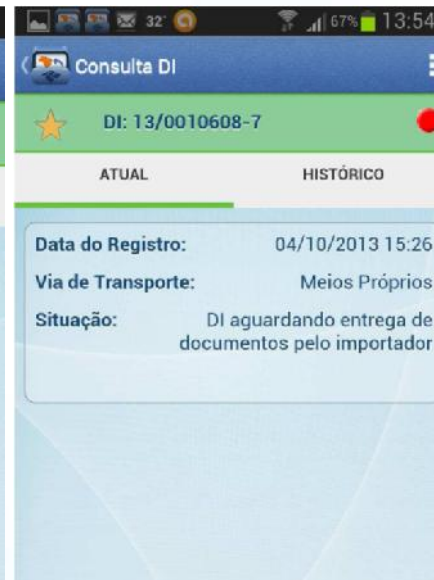 32° 67% 13:54
Consulta DI
DI: 13/0010608-7
ATUAL HISTÓRICO
Data do Registro: 04/10/2013 15:26
Via de Transporte: Meios Próprios
Situação: DI aguardando entrega de
documentos pelo importador